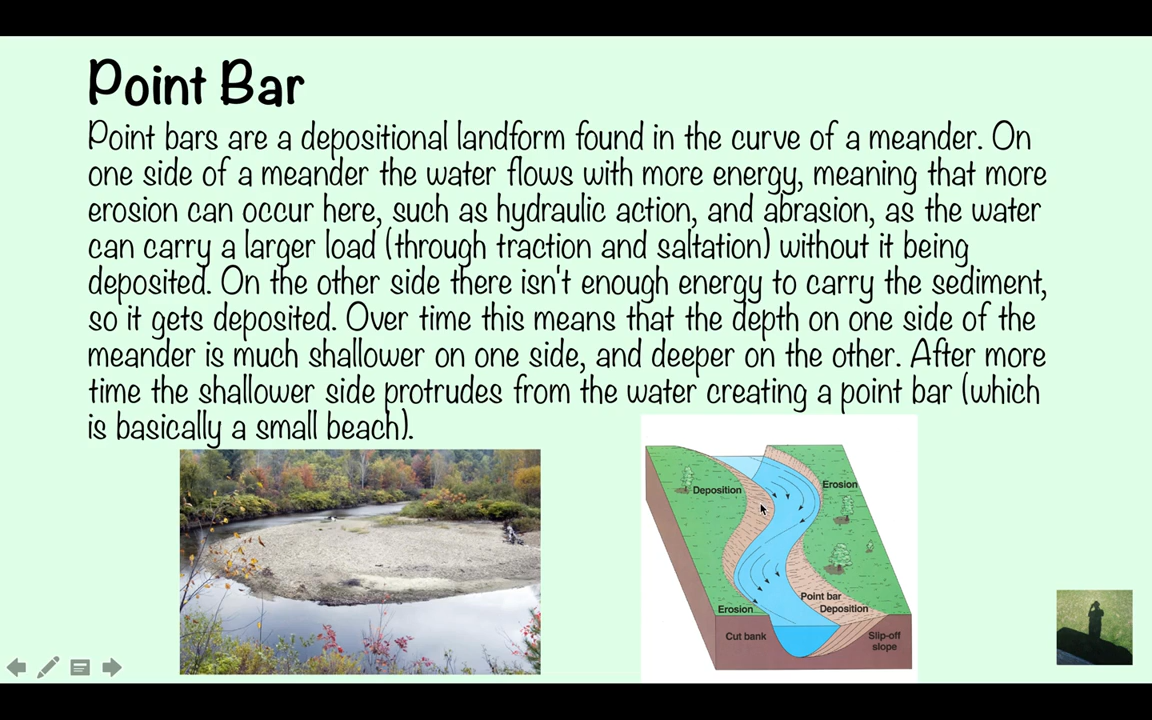 Point Bar
Point bars are a depositional landform found in the curve of a meander. On
one side of a meander the water flows with more energy, meaning that more
erosion can occur here, such as hydraulic action, and abrasion, as the water
can carry a larger load (through traction and saltation) without it being
deposited. On the other side there isn't enough energy to carry the sediment,
so it gets deposited. Over time this means that the depth on one side of the
meander is much shallower on one side, and deeper on the other. After more
time the shallower side protrudes from the water creating a point bar (which
is basically a small beach).
Deposition
Erosion
Point bar
Deposition
Erosion
Cut bank
Slip-off
slope